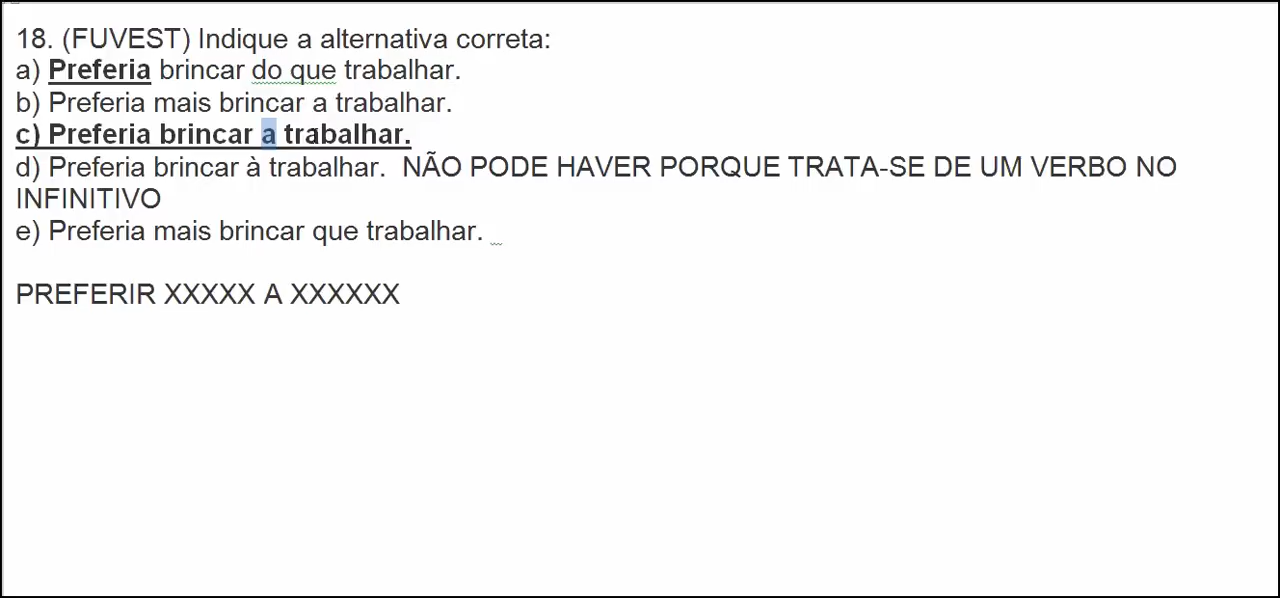 18. (FUVEST) Indique a alternativa correta:
a) Preferia brincar do que trabalhar.
b) Preferia mais brincar a trabalhar.
c) Preferia brincar a trabalhar.
d) Preferia brincar à trabalhar. NÃO PODE HAVER PORQUE TRATA-SE DE UM VERBO NO
INFINITIVO
e) Preferia mais brincar que trabalhar.
PREFERIR XXXXX A XXXXXX